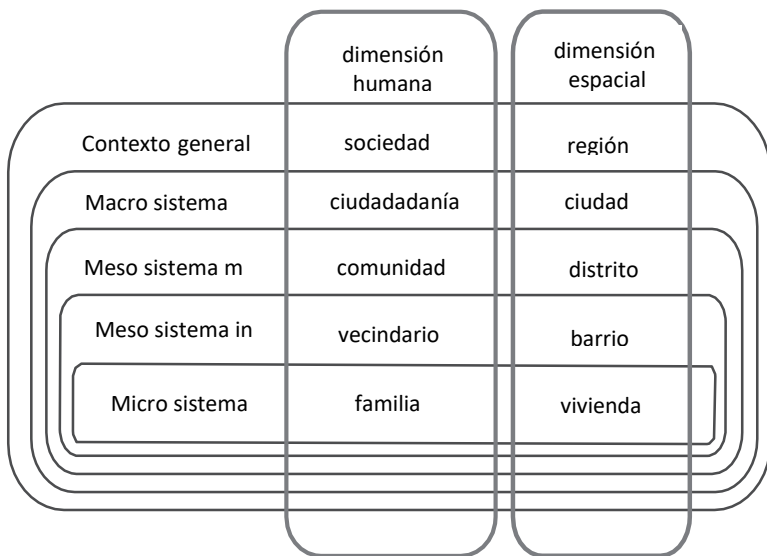 dimensión
humana
dimensión
espacial
Contexto general sociedad región
Macro sistema ciudadadanía ciudad
Meso sistema m comunidad distrito
Meso sistema in vecindario barrio
Micro sistema familia vivienda